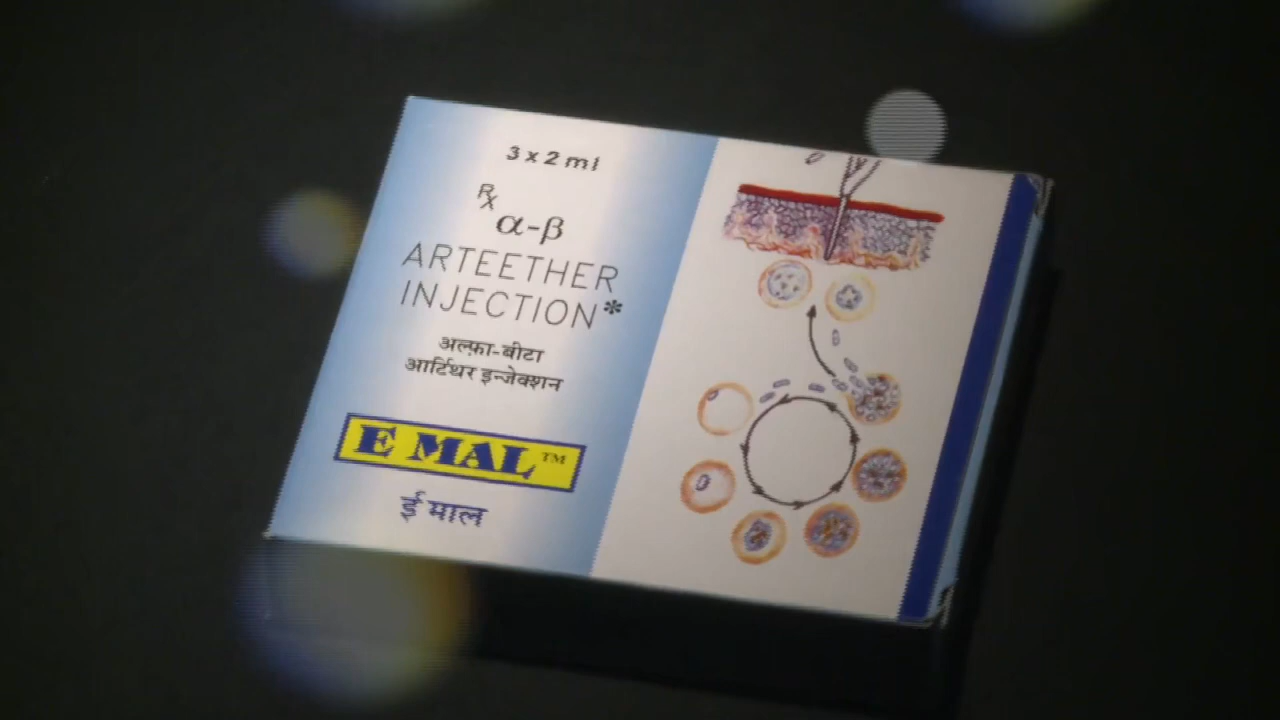 3 x 2 ml
Rx
α-β
ARTEETHER
INJECTION*
अल्फ़ा-बीटा
आर्टिथर इन्जेक्शन
E MAL™
ई माल